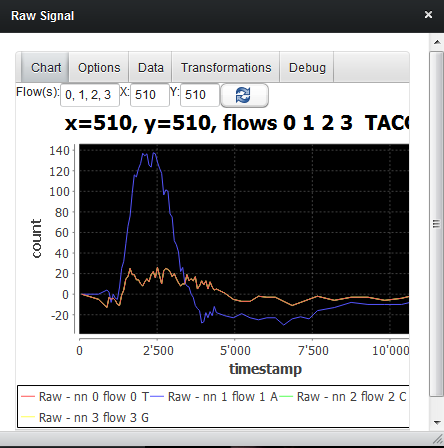 Raw Signal
Chart Options Data Transformations Debug
Flow(s): 0, 1, 2, 3 X: 510 Y: 510
x=510, y=510, flows 0 1 2 3 TACG
140
120
100
80
60
40
20
0
-20
count
0 2'500 5'000 7'500 10'000
timestamp
Raw - nn 0 flow 0 T Raw - nn 1 flow 1 A Raw - nn 2 flow 2 C
Raw - nn 3 flow 3 G